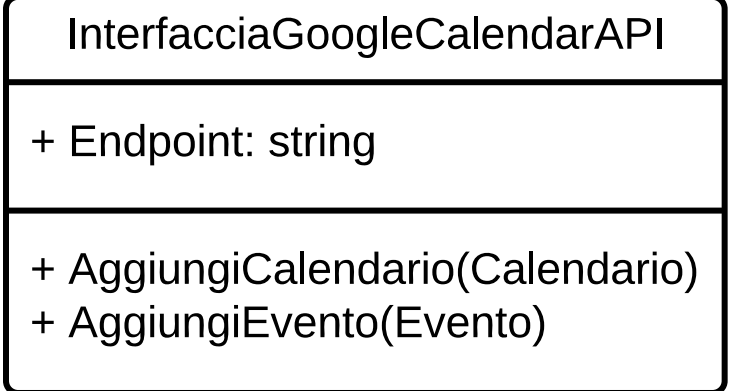 InterfacciaGoogleCalendarAPI
+ Endpoint: string
+ AggiungiCalendario(Calendario)
+ AggiungiEvento(Evento)